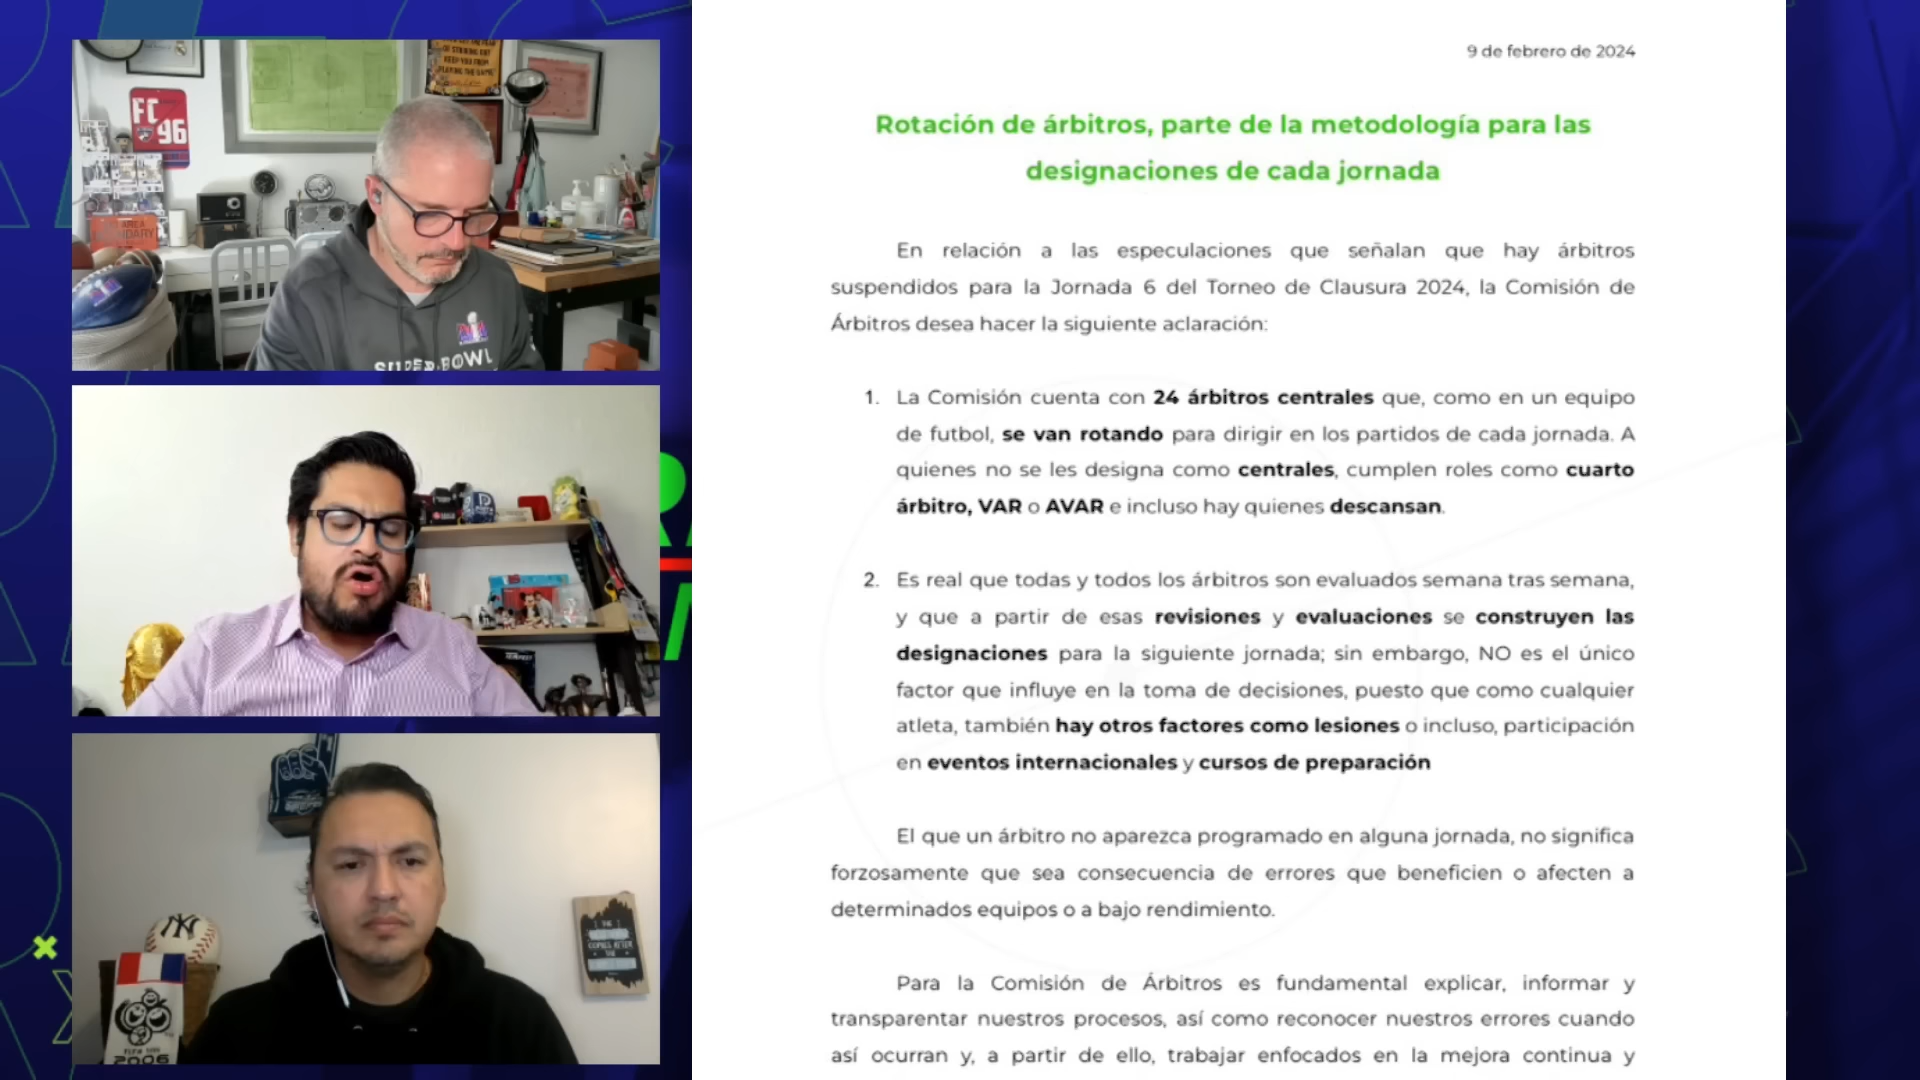 FC
96
KEEP YOU FROM
PLAYING THE GAME
SUPER BOWL
9 de febrero de 2024
Rotación de árbitros, parte de la metodología para las
designaciones de cada jornada
En relación a las especulaciones que señalan que hay árbitros
suspendidos para la Jornada 6 del Torneo de Clausura 2024, la Comisión de
Árbitros desea hacer la siguiente aclaración:
1. La Comisión cuenta con 24 árbitros centrales que, como en un equipo
de futbol, se van rotando para dirigir en los partidos de cada jornada. A
quienes no se les designa como centrales, cumplen roles como cuarto
árbitro, VAR o AVAR e incluso hay quienes descansan.
2. Es real que todas y todos los árbitros son evaluados semana tras semana,
y que a partir de esas revisiones y evaluaciones se construyen las
designaciones para la siguiente jornada; sin embargo, NO es el único
factor que influye en la toma de decisiones, puesto que como cualquier
atleta, también hay otros factores como lesiones o incluso, participación
en eventos internacionales y cursos de preparación
El que un árbitro no aparezca programado en alguna jornada, no significa
forzosamente que sea consecuencia de errores que beneficien o afecten a
determinados equipos o a bajo rendimiento.
Para la Comisión de Árbitros es fundamental explicar, informar y
transparentar nuestros procesos, así como reconocer nuestros errores cuando
así ocurran y, a partir de ello, trabajar enfocados en la mejora continua y
THE
COMES AFTER
THE
2006